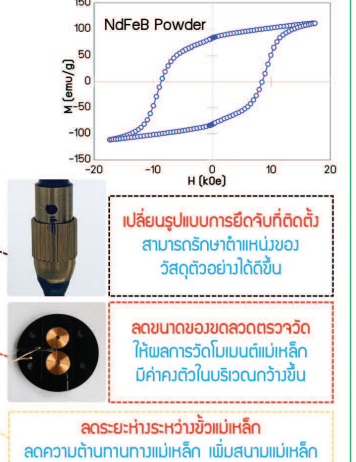 150
NdFeB Powder
100
50
0
-50
-100
-150
M (emu/g)
-20 -10 0 10 20
H (kOe)
เปลี่ยนรูปแบบการยึดจับที่ติดตั้ง
สามารถรักษาตำแหน่งของ
วัสดุตัวอย่างได้ดีขึ้น
ลดขนาดของขดลวดตรวจวัด
ให้ผลการวัดโมเมนต์แม่เหล็ก
มีค่าคงตัวในบริเวณกว้างขึ้น
ลดระยะห่างระหว่างขั้วแม่เหล็ก
ลดความต้านทานทางแม่เหล็ก เพิ่มสนามแม่เหล็ก